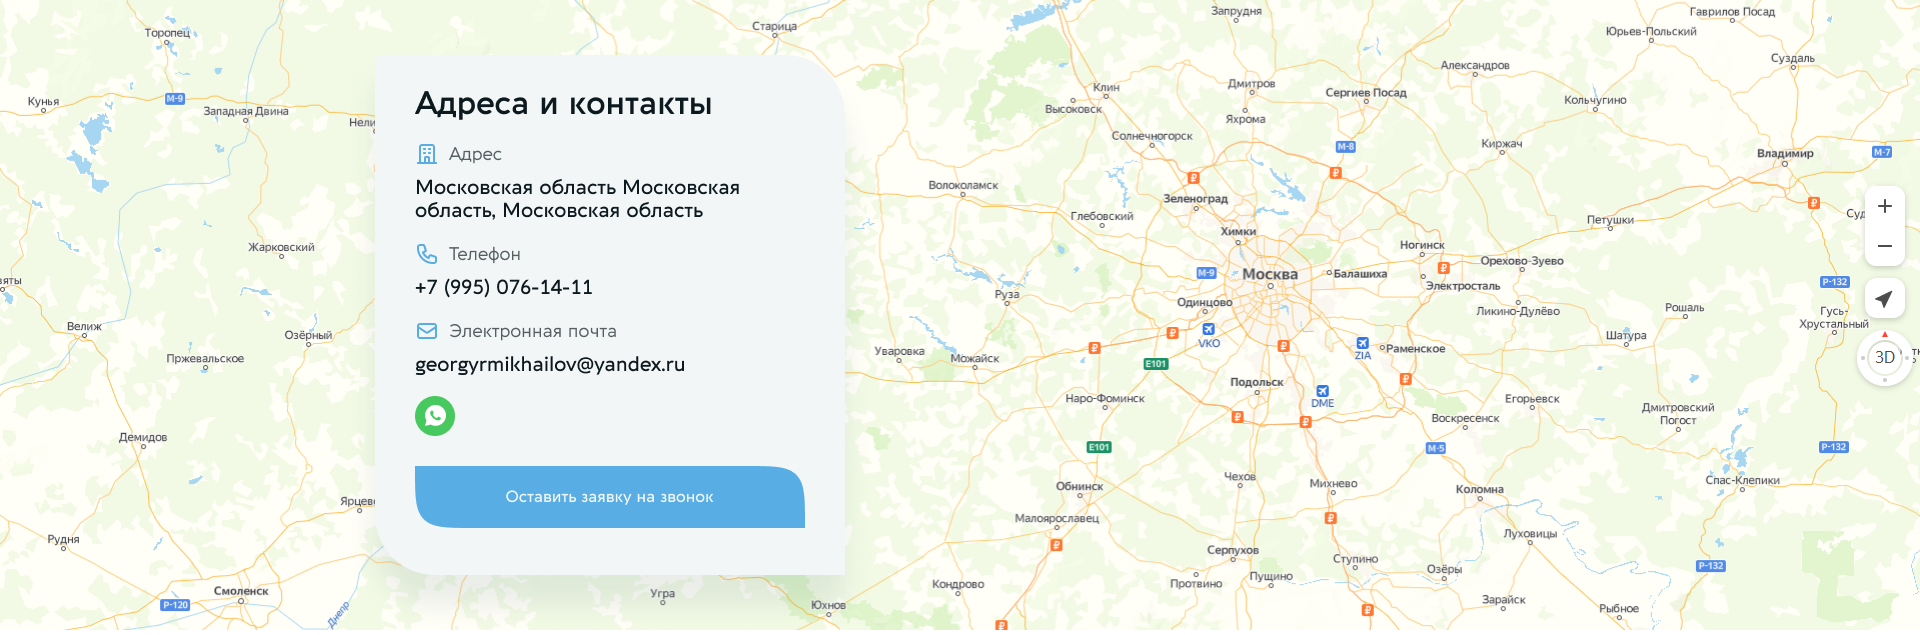 Адреса и контакты
Адрес
Московская область Московская
область, Московская область
Телефон
+7 (995) 076-14-11
Электронная почта
georgyrmikhailov@yandex.ru
Оставить заявку на звонок
Торопец
Старица
Запрудня
Гаврилов Посад
Юрьев-Польский
Суздаль
Александров
Кунья
М-9
Западная Двина
Клин
Высоковск
Дмитров
Яхрома
Сергиев Посад
Кольчугино
Солнечногорск
М-8
Киржач
Владимир
М-7
Волоколамск
Зеленоград
Глебовский
Петушки
Химки
Жарковский
Ногинск
Орехово-Зуево
М-9
Москва
Балашиха
Электросталь
Р-132
Руза
Одинцово
Ликино-Дулёво
Рошаль
Гусь-
Хрустальный
Велиж
Озёрный
VKO
Шатура
Пржевальское
Уваровка
Можайск
E101
ZIA
Раменское
3D
Подольск
DME
Наро-Фоминск
Егорьевск
Воскресенск
Дмитровский
Погост
Демидов
E101
М-5
Р-132
Обнинск
Чехов
Михнево
Коломна
Спас-Клепики
Малоярославец
Рудня
Луховицы
Серпухов
Ступино
Озёры
Р-132
Смоленск
Р-120
Днепр
Угра
Юхнов
Кондрово
Протвино
Пущино
Зарайск
Рыбное